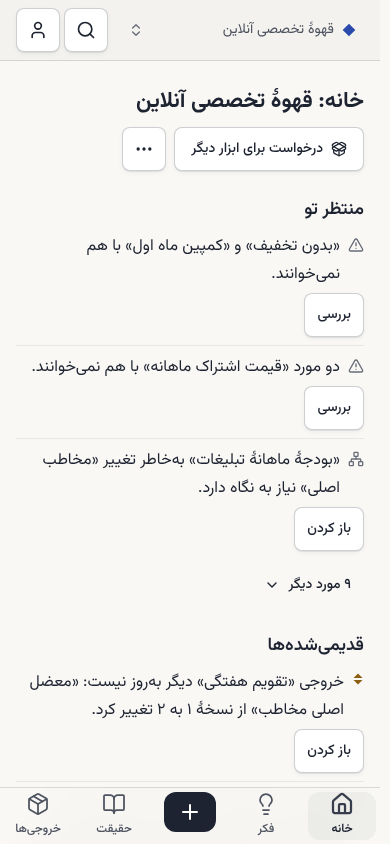 قهوهٔ تخصصی آنلاین
خانه: قهوهٔ تخصصی آنلاین
درخواست برای ابزار دیگر
منتظر تو
«بدون تخفیف» و «کمپین ماه اول» با هم
نمی‌خوانند.
بررسی
دو مورد «قیمت اشتراک ماهانه» با هم نمی‌خوانند.
بررسی
«بودجهٔ ماهانهٔ تبلیغات» به‌خاطر تغییر «مخاطب
اصلی» نیاز به نگاه دارد.
باز کردن
۹ مورد دیگر
قدیمی‌شده‌ها
خروجی «تقویم هفتگی» دیگر به‌روز نیست: «معضل
اصلی مخاطب» از نسخهٔ ۱ به ۲ تغییر کرد.
باز کردن
خانه
فکر
حقیقت
خروجی‌ها